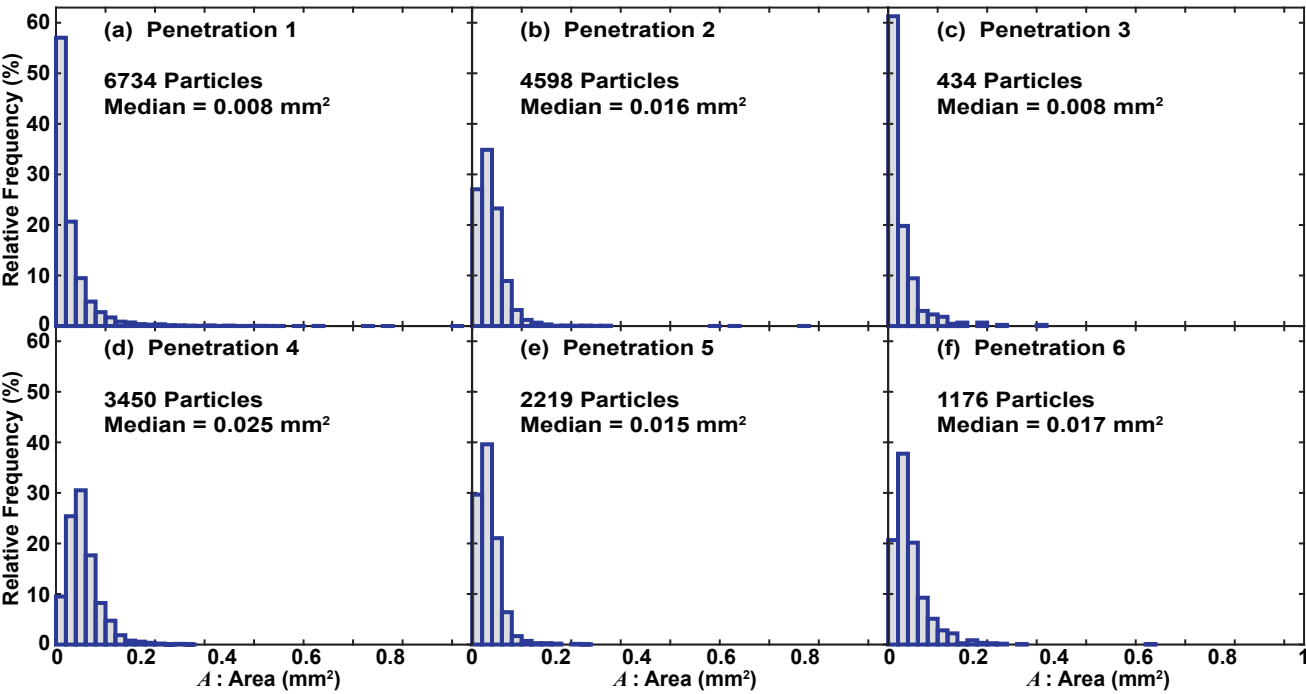 (a) Penetration 1
6734 Particles
Median = 0.008 mm²
(b) Penetration 2
4598 Particles
Median = 0.016 mm²
(c) Penetration 3
434 Particles
Median = 0.008 mm²
Relative Frequency (%)
60
50
40
30
20
10
0
(d) Penetration 4
3450 Particles
Median = 0.025 mm²
(e) Penetration 5
2219 Particles
Median = 0.015 mm²
(f) Penetration 6
1176 Particles
Median = 0.017 mm²
Relative Frequency (%)
60
50
40
30
20
10
0
0 0.2 0.4 0.6 0.8
0 0.2 0.4 0.6 0.8
0 0.2 0.4 0.6 0.8 1
A : Area (mm²)
A : Area (mm²)
A : Area (mm²)